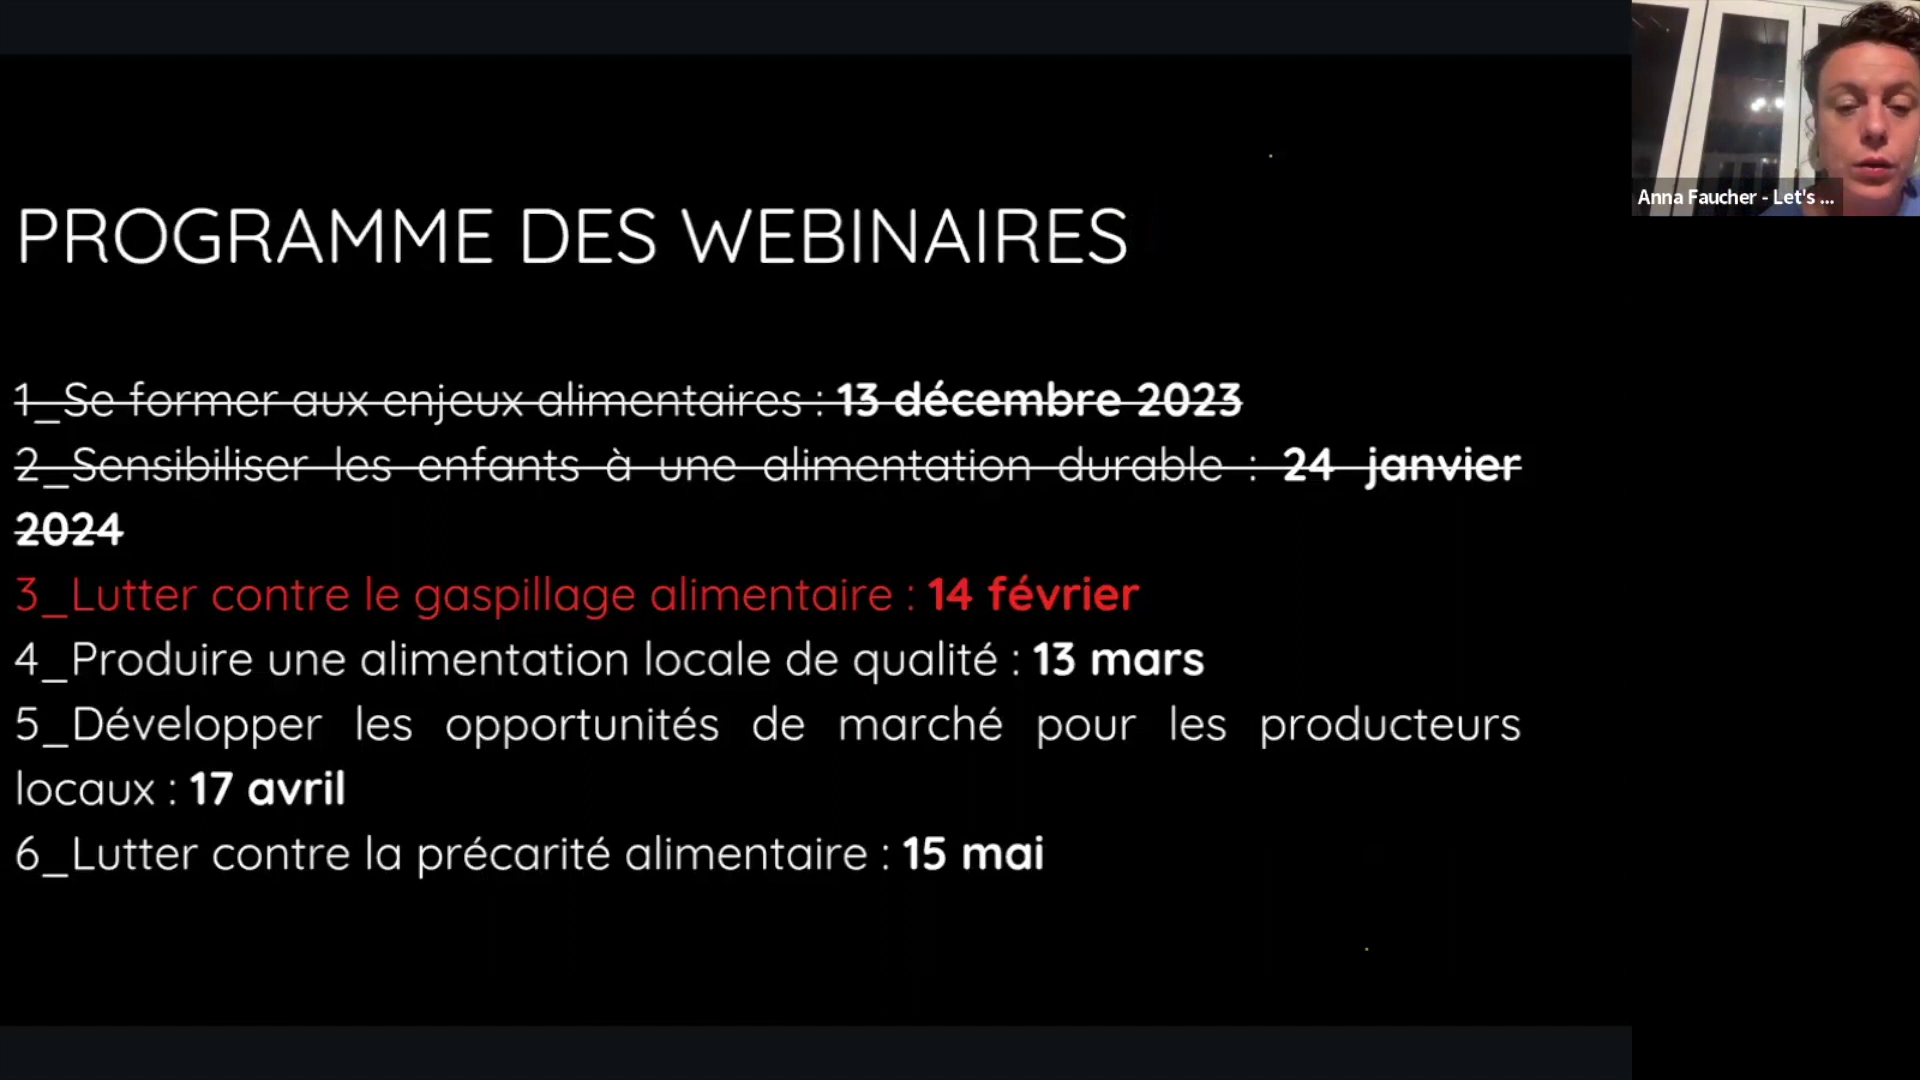 PROGRAMME DES WEBINAIRES
1_Se former aux enjeux alimentaires : 13 décembre 2023
2_Sensibiliser les enfants à une alimentation durable : 24 janvier
2024
3_Lutter contre le gaspillage alimentaire : 14 février
4_Produire une alimentation locale de qualité : 13 mars
5_Développer les opportunités de marché pour les producteurs
locaux : 17 avril
6_Lutter contre la précarité alimentaire : 15 mai
Anna Faucher - Let's ...